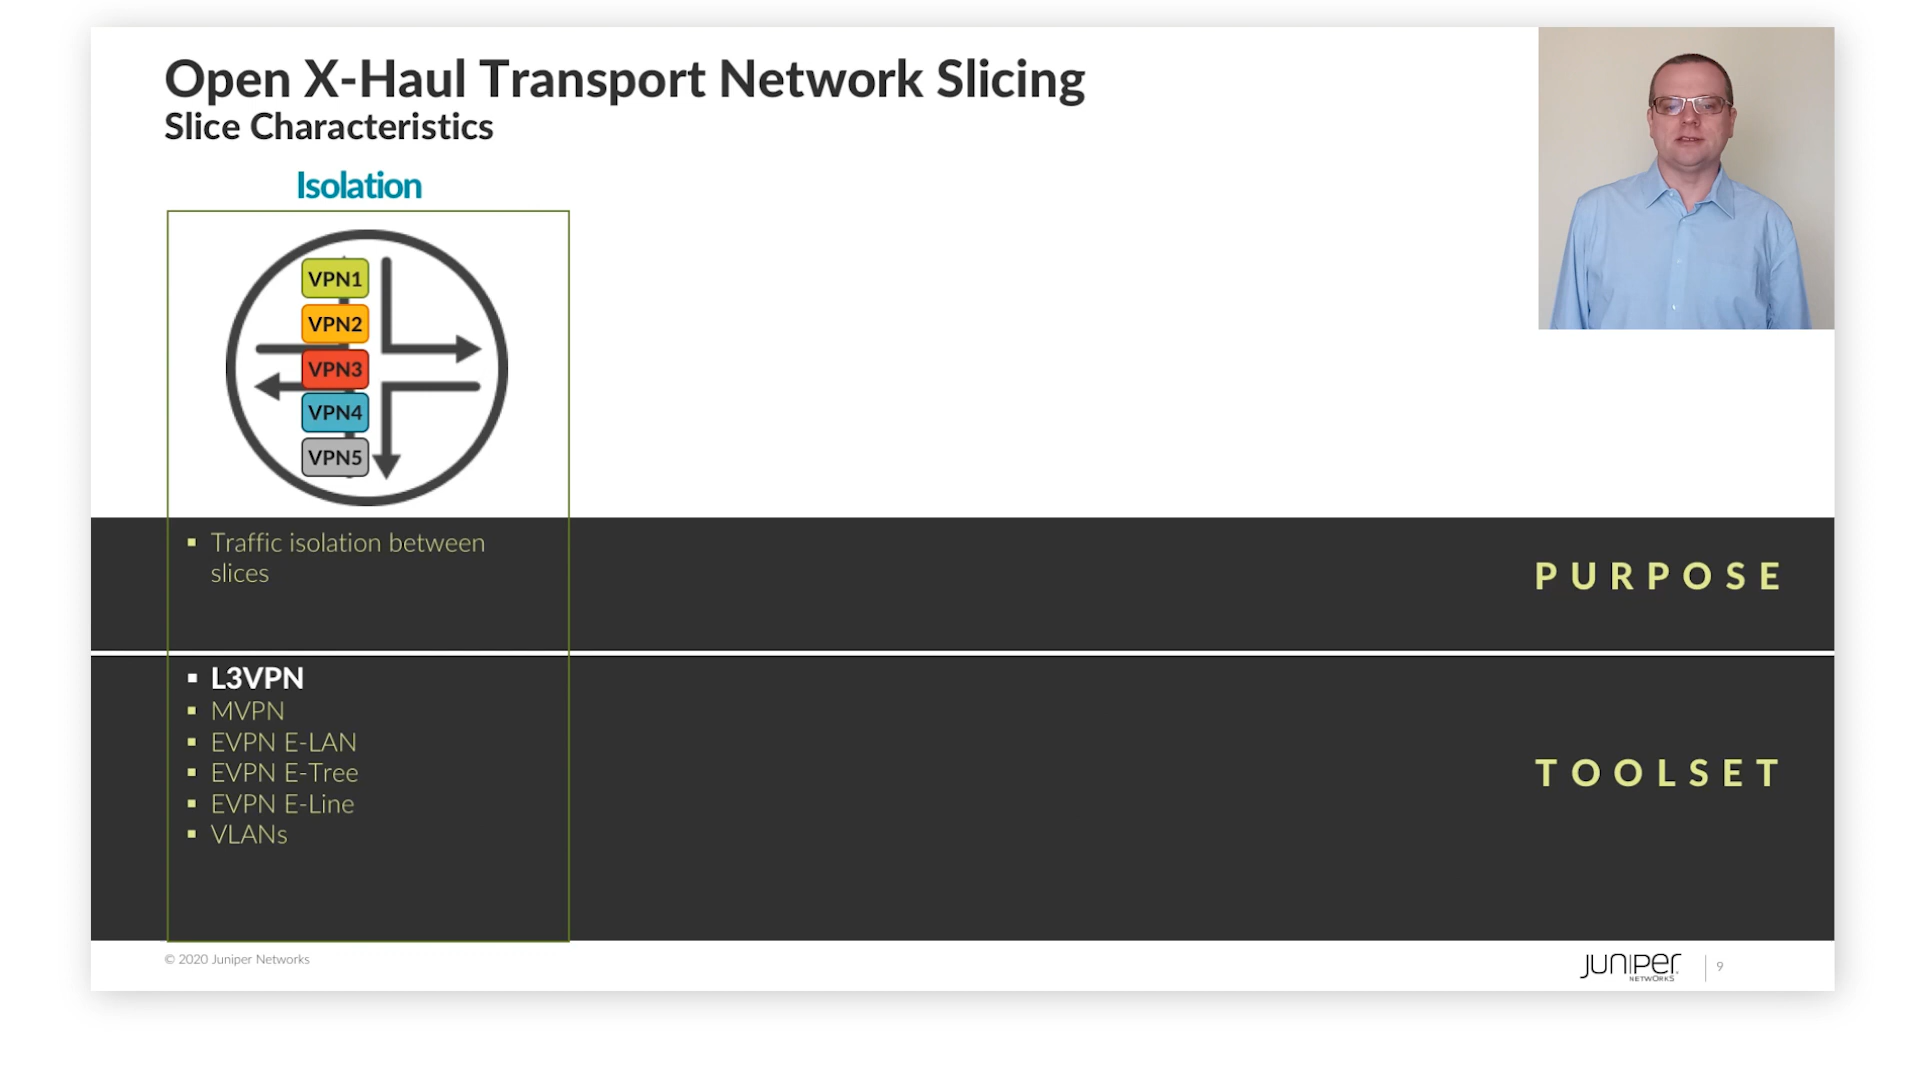 Open X-Haul Transport Network Slicing
Slice Characteristics
Isolation
VPN1
VPN2
VPN3
VPN4
VPN5
▪ Traffic isolation between
slices
PURPOSE
▪ L3VPN
▪ MVPN
▪ EVPN E-LAN
▪ EVPN E-Tree
▪ EVPN E-Line
▪ VLANs
TOOLSET
© 2020 Juniper Networks
JUNIPER
NETWORKS
9